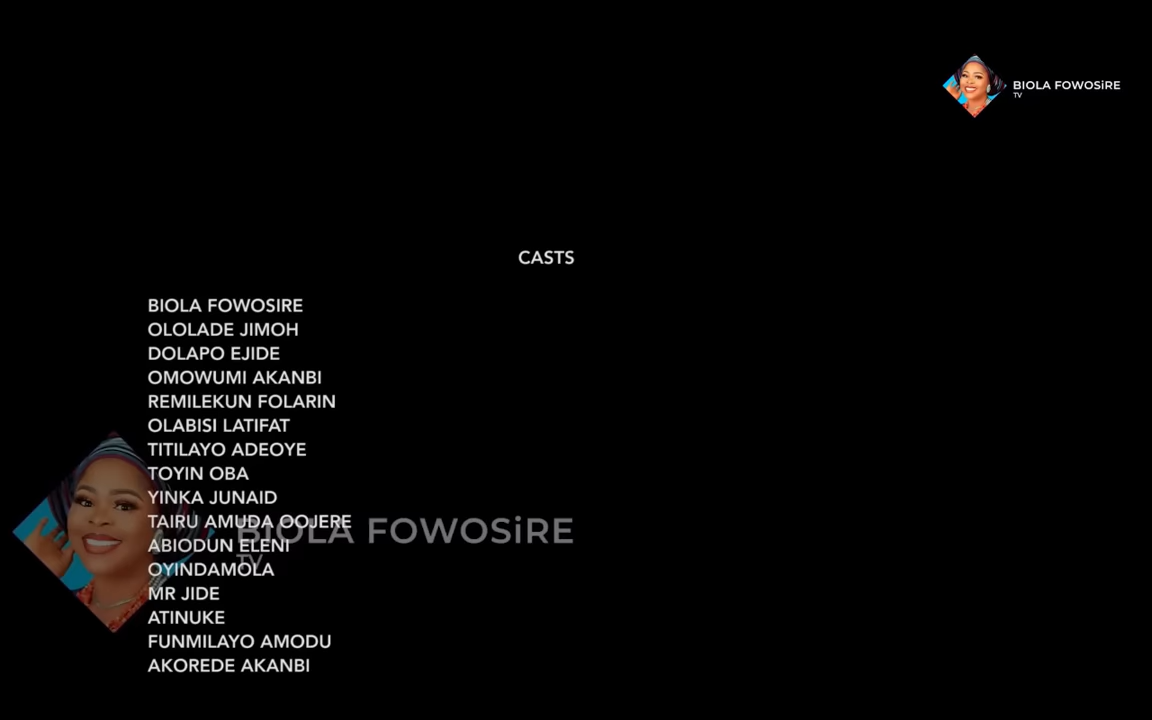 BIOLA FOWOSiRE
TV
CASTS
BIOLA FOWOSIRE
OLOLADE JIMOH
DOLAPO EJIDE
OMOWUMI AKANBI
REMILEKUN FOLARIN
OLABISI LATIFAT
TITILAYO ADEOYE
TOYIN OBA
YINKA JUNAID
TAIRU AMUDA OOJERE
BIOLA FOWOSiRE
ABIODUN ELENI
TV
OYINDAMOLA
MR JIDE
ATINUKE
FUNMILAYO AMODU
AKOREDE AKANBI